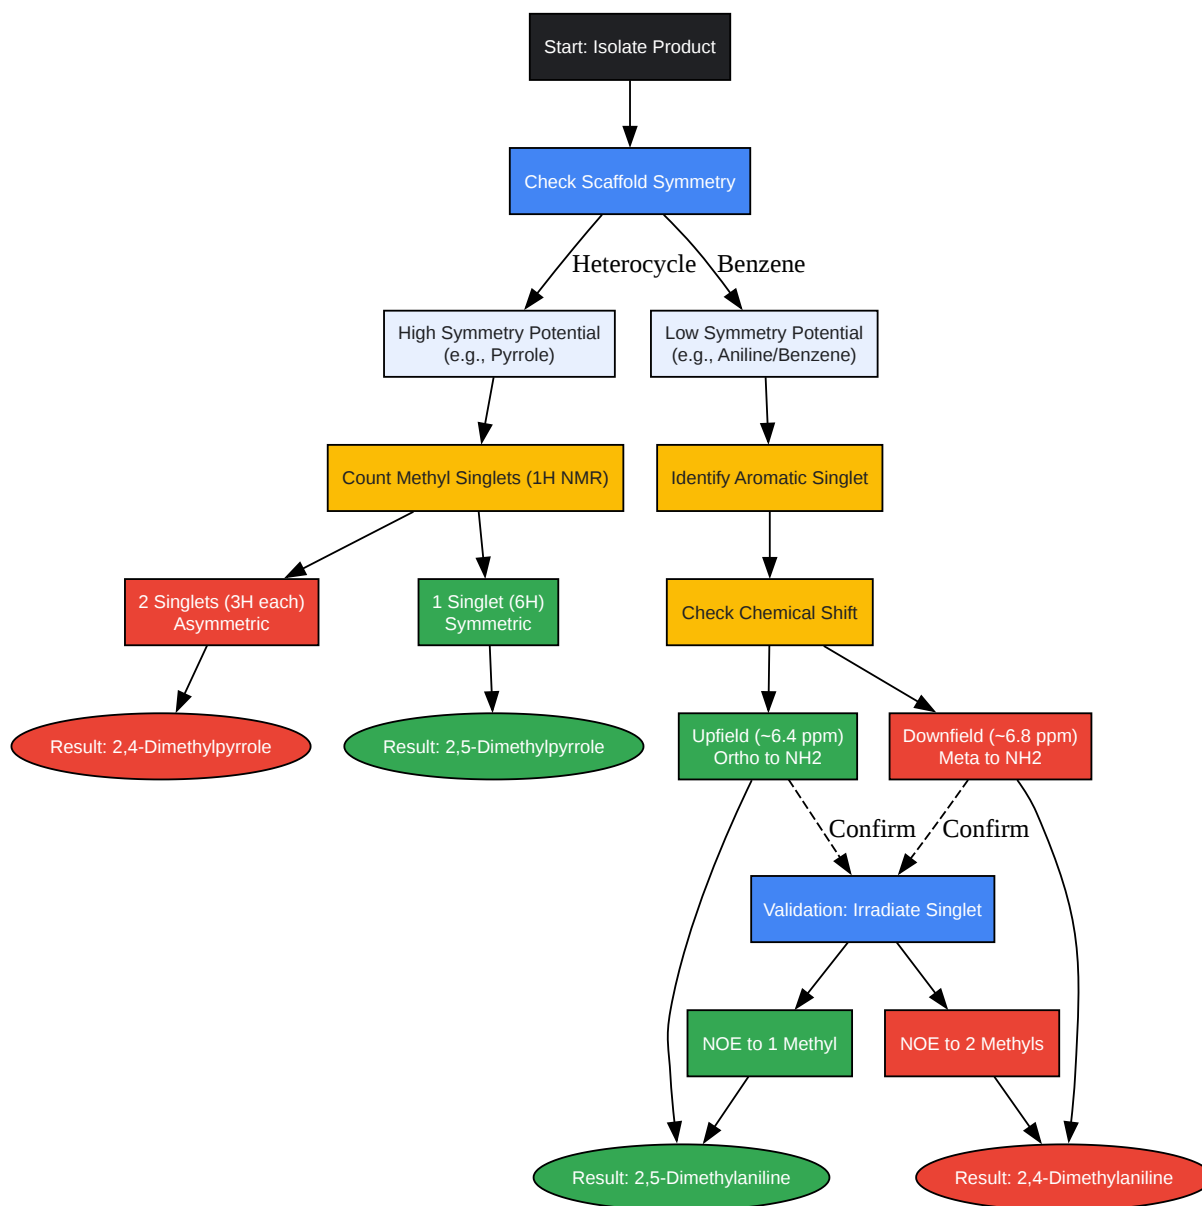 Start: Isolate Product
Check Scaffold Symmetry
Heterocycle
Benzene
High Symmetry Potential
(e.g., Pyrrole)
Low Symmetry Potential
(e.g., Aniline/Benzene)
Count Methyl Singlets (1H NMR)
Identify Aromatic Singlet
2 Singlets (3H each)
Asymmetric
1 Singlet (6H)
Symmetric
Check Chemical Shift
Result: 2,4-Dimethylpyrrole
Result: 2,5-Dimethylpyrrole
Upfield (~6.4 ppm)
Ortho to NH2
Downfield (~6.8 ppm)
Meta to NH2
Confirm
Confirm
Validation: Irradiate Singlet
NOE to 1 Methyl
NOE to 2 Methyls
Result: 2,5-Dimethylaniline
Result: 2,4-Dimethylaniline